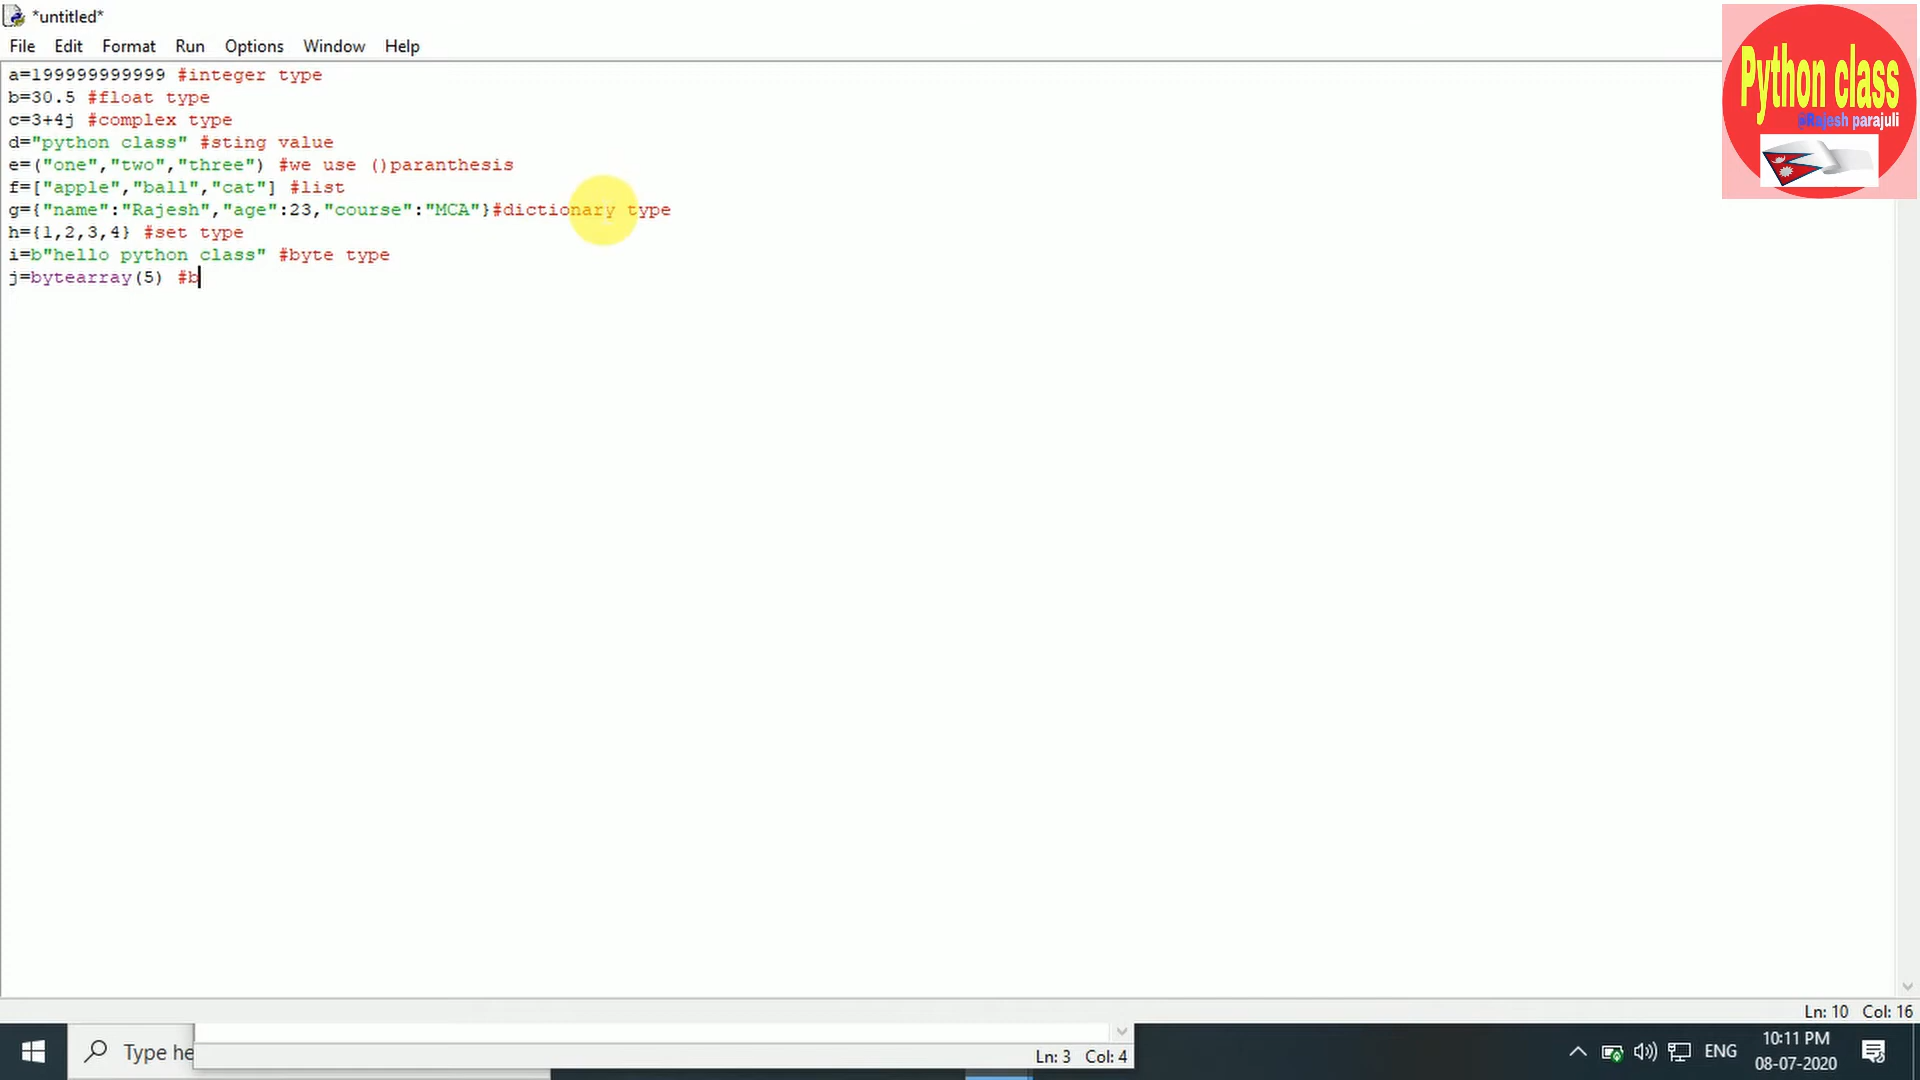 *untitled*
File Edit Format Run Options Window Help
a=199999999999 #integer type
b=30.5 #float type
c=3+4j #complex type
d="python class" #sting value
e=("one","two","three") #we use ()paranthesis
f=["apple","ball","cat"] #list
g={"name":"Rajesh","age":23,"course":"MCA"}#dictionary type
h={1,2,3,4} #set type
i=b"hello python class" #byte type
j=bytearray(5) #b
Python class
@Rajesh parajuli
Ln: 10 Col: 16
Type he
Ln: 3 Col: 4
ENG
10:11 PM
08-07-2020